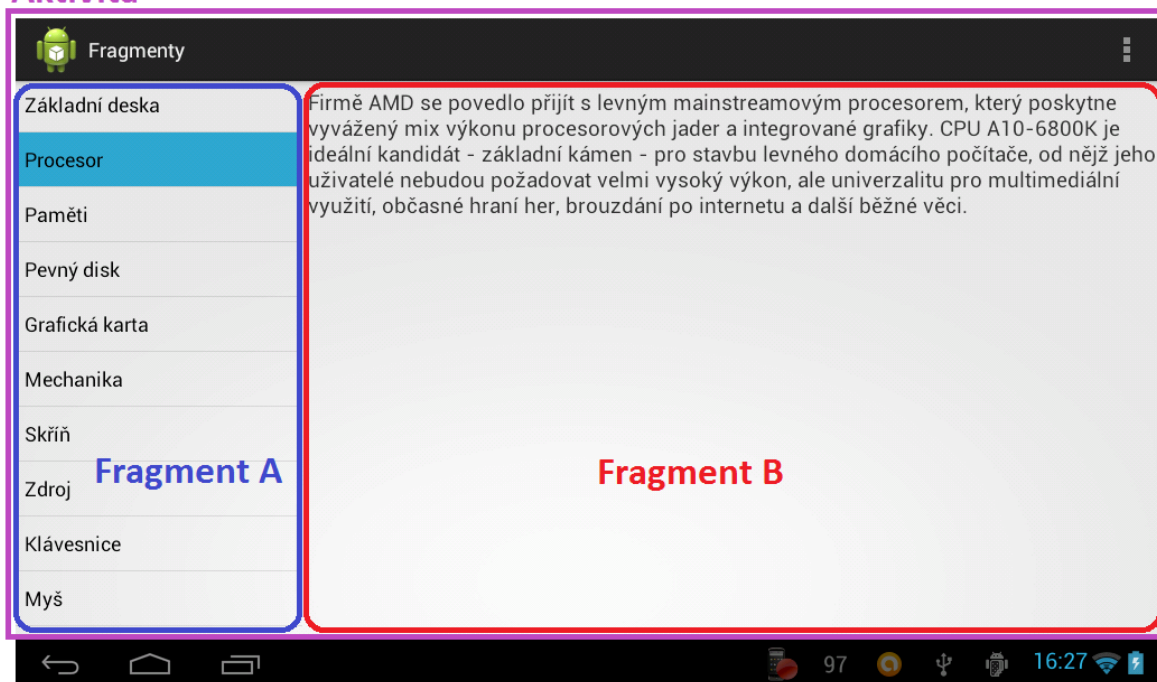 Aktivita
Fragmenty
Základní deska
Procesor
Paměti
Pevný disk
Grafická karta
Mechanika
Skříň
Zdroj
Klávesnice
Myš
Fragment A
Firmě AMD se povedlo přijít s levným mainstreamovým procesorem, který poskytne
vyvážený mix výkonu procesorových jader a integrované grafiky. CPU A10-6800K je
ideální kandidát - základní kámen - pro stavbu levného domácího počítače, od nějž jeho
uživatelé nebudou požadovat velmi vysoký výkon, ale univerzalitu pro multimediální
využití, občasné hraní her, brouzdání po internetu a další běžné věci.
Fragment B
97
16:27